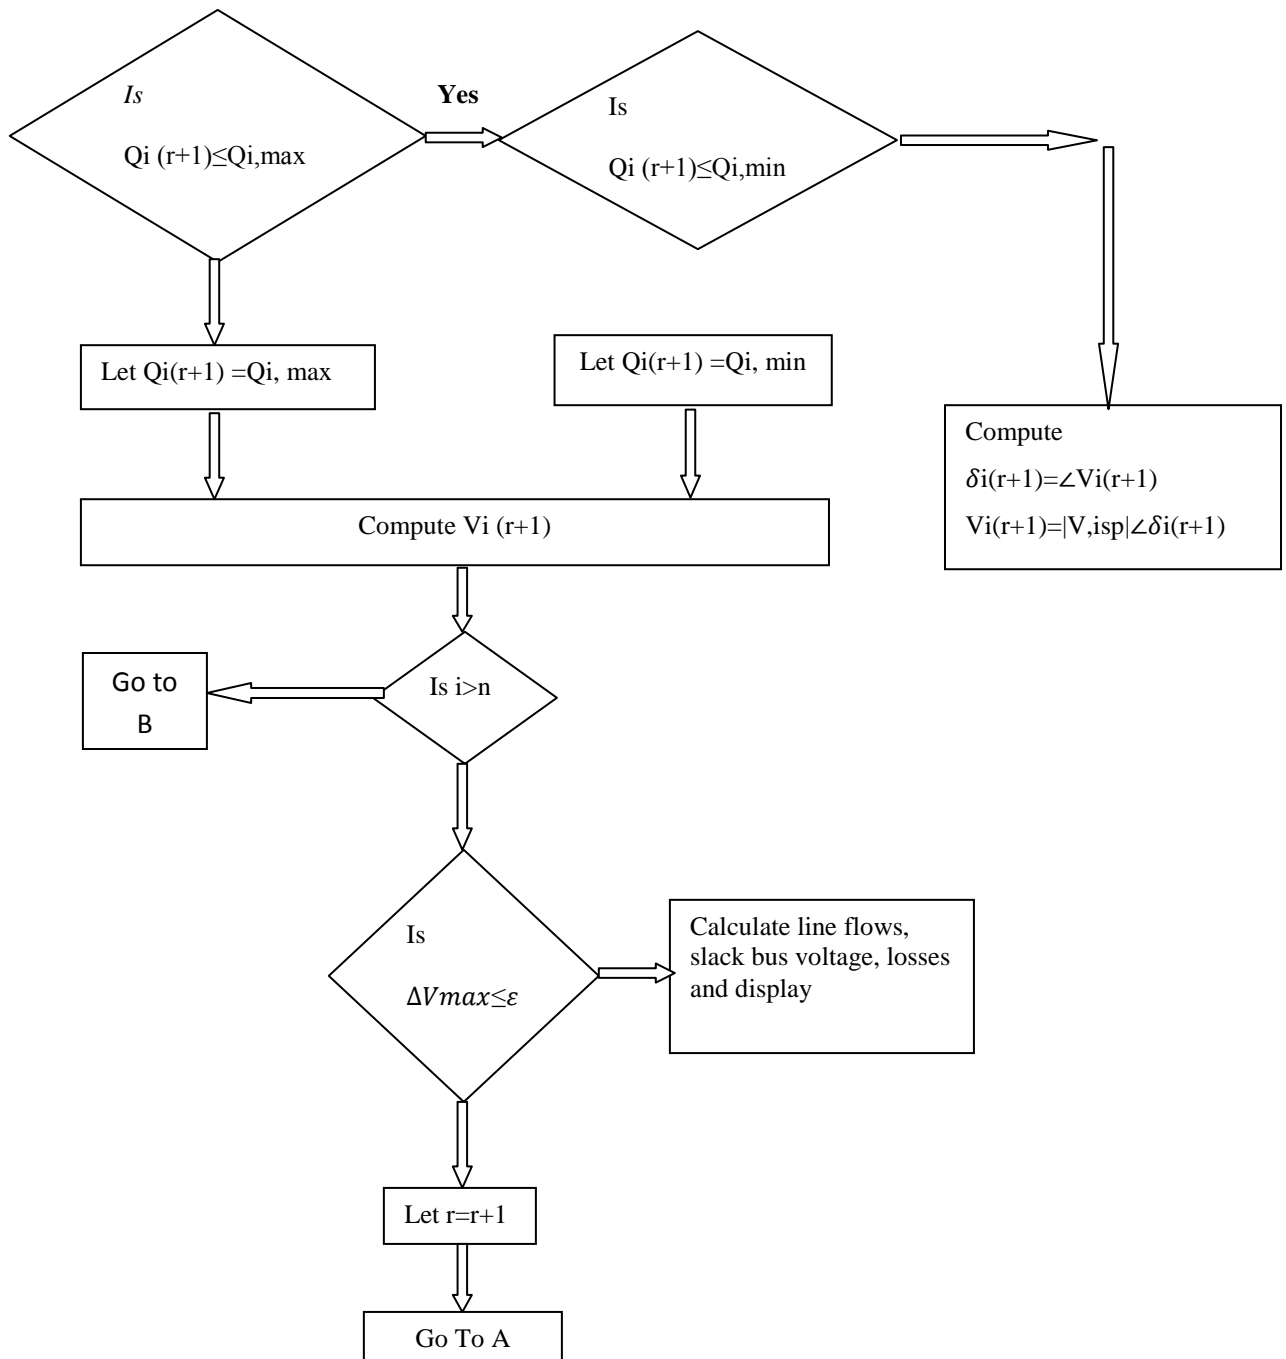 Is
Qi (r+1)≤Qi,max
Yes
Is
Qi (r+1)≤Qi,min
Let Qi(r+1) =Qi, max
Let Qi(r+1) =Qi, min
Compute
δi(r+1)=∠Vi(r+1)
Vi(r+1)=|V,isp|∠δi(r+1)
Compute Vi (r+1)
Go to
B
Is i>n
Is
ΔVmax≤ε
Calculate line flows,
slack bus voltage, losses
and display
Let r=r+1
Go To A